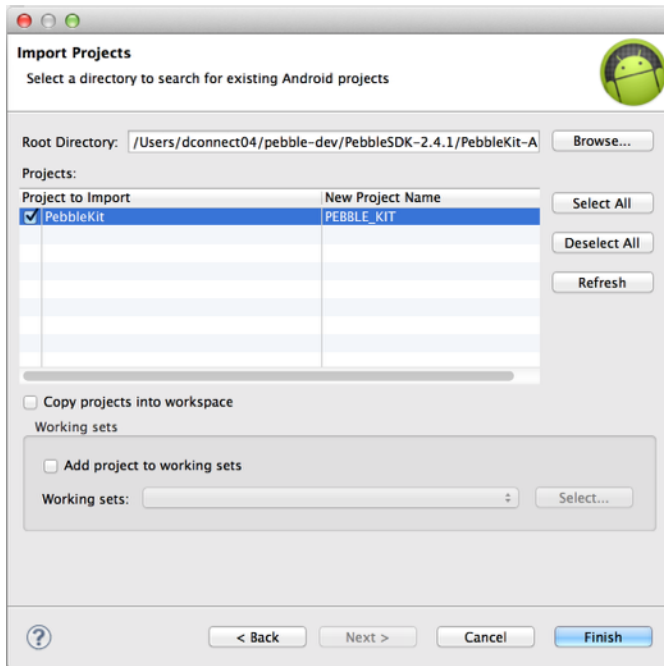 Import Projects
Select a directory to search for existing Android projects
Root Directory: /Users/dconnect04/pebble-dev/PebbleSDK-2.4.1/PebbleKit-A Browse...
Projects:
Project to Import New Project Name
PebbleKit PEBBLE_KIT
Select All
Deselect All
Refresh
Copy projects into workspace
Working sets
Add project to working sets
Working sets: Select...
? < Back Next > Cancel Finish